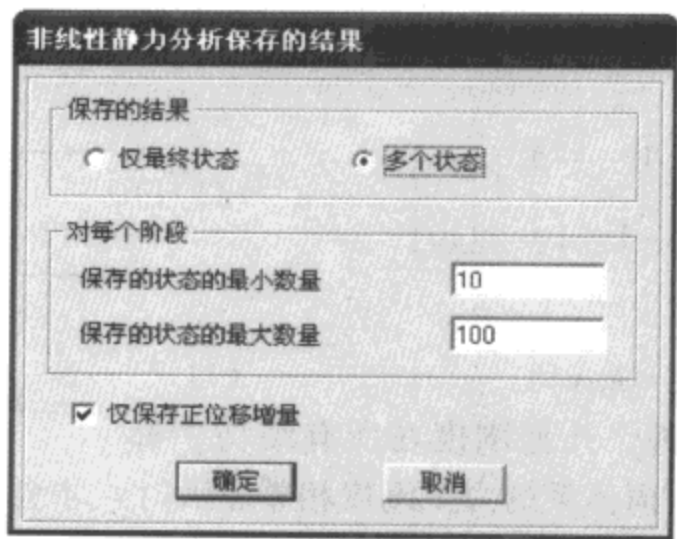 非线性静力分析保存的结果
保存的结果
仅最终状态 多个状态
对每个阶段
保存的状态的最小数量 10
保存的状态的最大数量 100
仅保存正位移增量
确定 取消